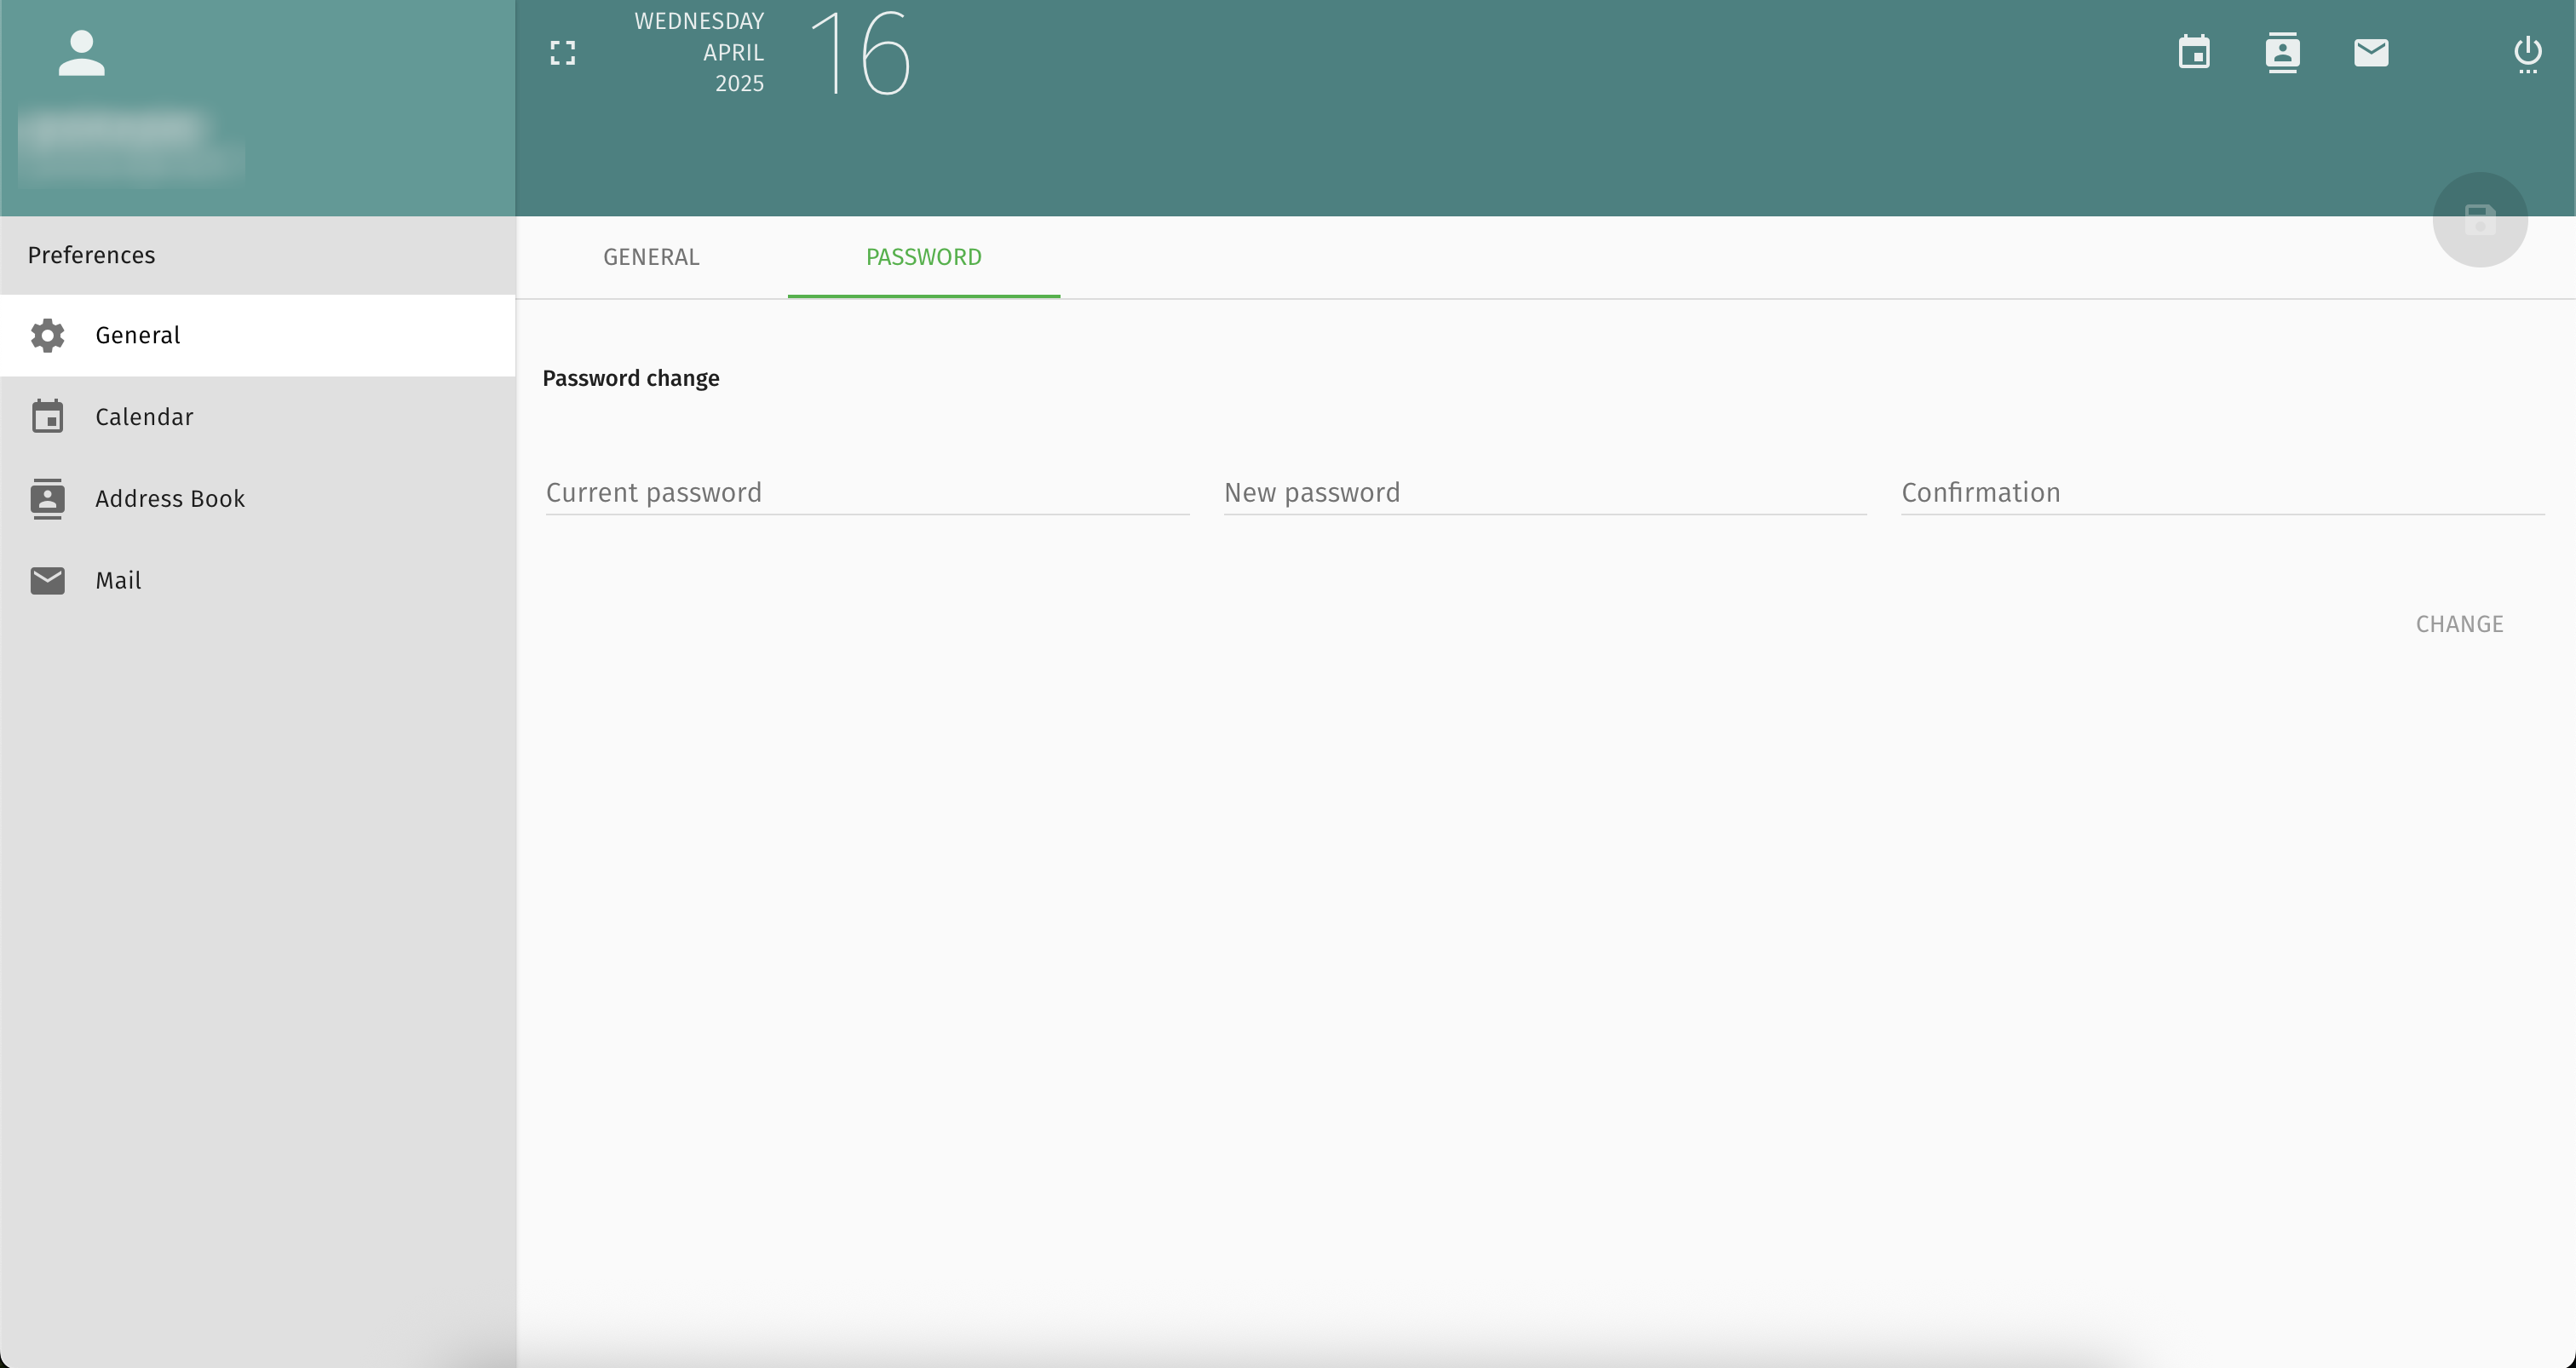 WEDNESDAY
APRIL
2025
16
Preferences
General
Calendar
Address Book
Mail
GENERAL
PASSWORD
Password change
Current password
New password
Confirmation
CHANGE